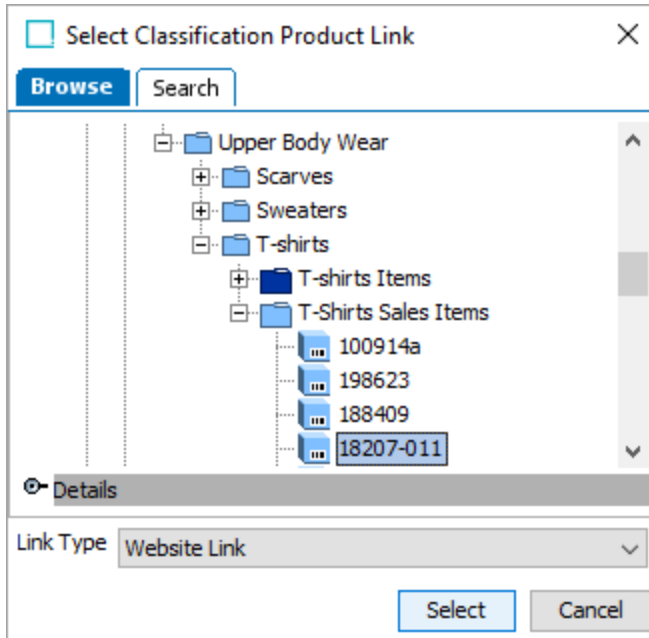 Select Classification Product Link
Browse Search
Upper Body Wear
Scarves
Sweaters
T-shirts
T-shirts Items
T-Shirts Sales Items
100914a
198623
188409
18207-011
Details
Link Type Website Link
Select Cancel